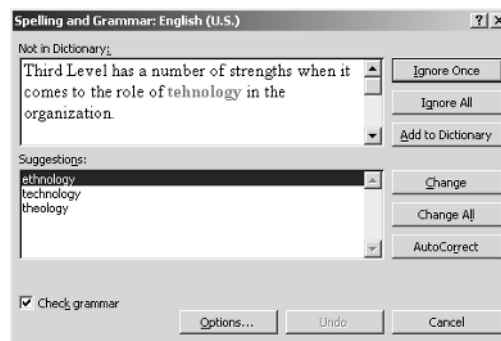 Spelling and Grammar: English (U.S.)
Not in Dictionary:
Third Level has a number of strengths when it
comes to the role of tehnology in the
organization.
Ignore Once
Ignore All
Add to Dictionary
Suggestions:
ethnology
technology
theology
Change
Change All
AutoCorrect
Check grammar
Options...
Undo
Cancel